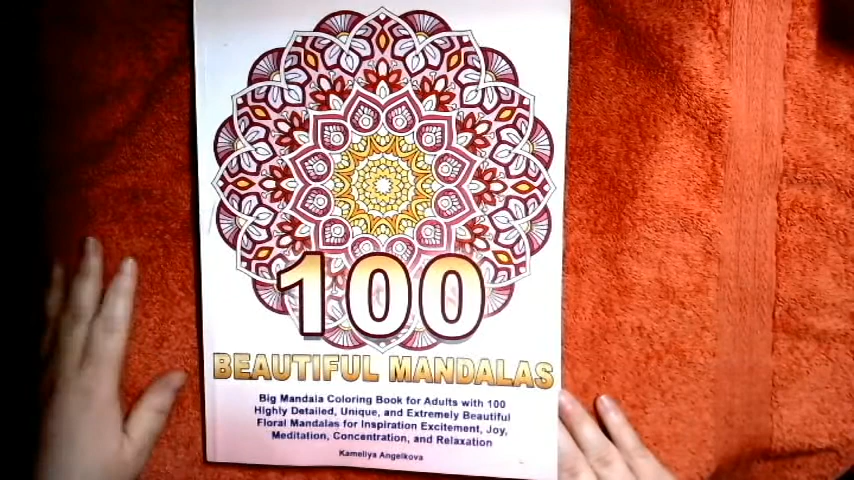 100
BEAUTIFUL MANDALAS
Big Mandala Coloring Book for Adults with 100
Highly Detailed, Unique, and Extremely Beautiful
Floral Mandalas for Inspiration Excitement, Joy,
Meditation, Concentration, and Relaxation
Kameliya Angelkova